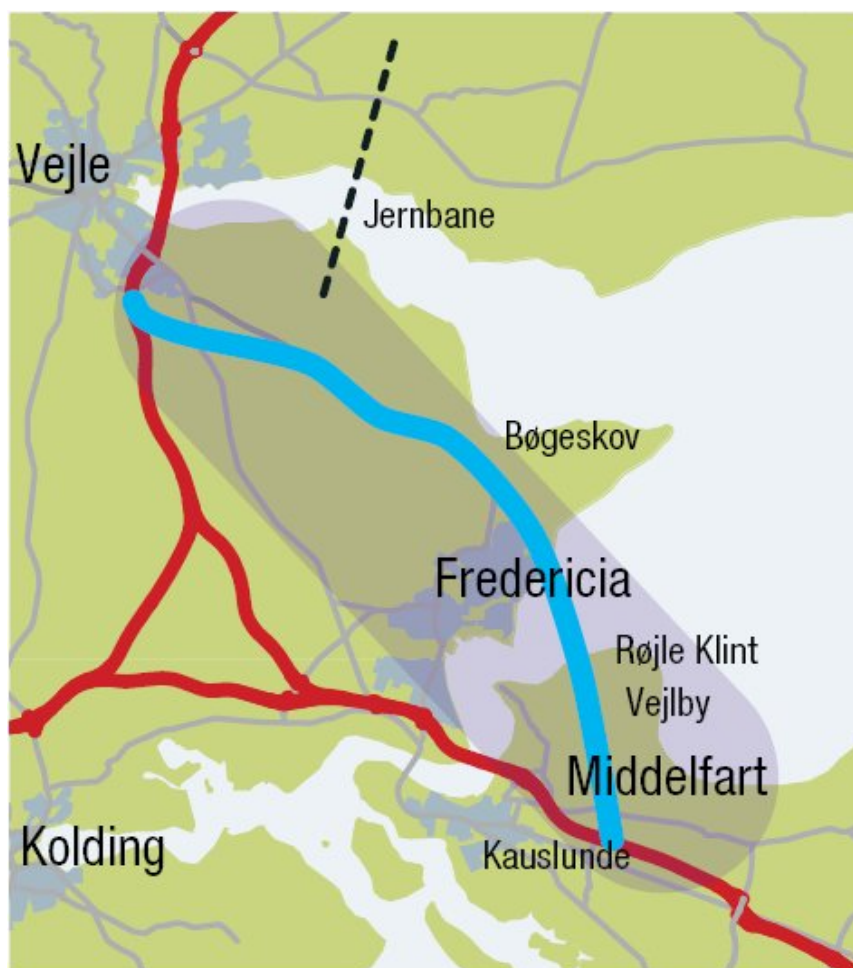 Vejle
Jernbane
Bøgeskov
Fredericia
Røjle Klint
Vejlby
Middelfart
Kolding
Kauslunde